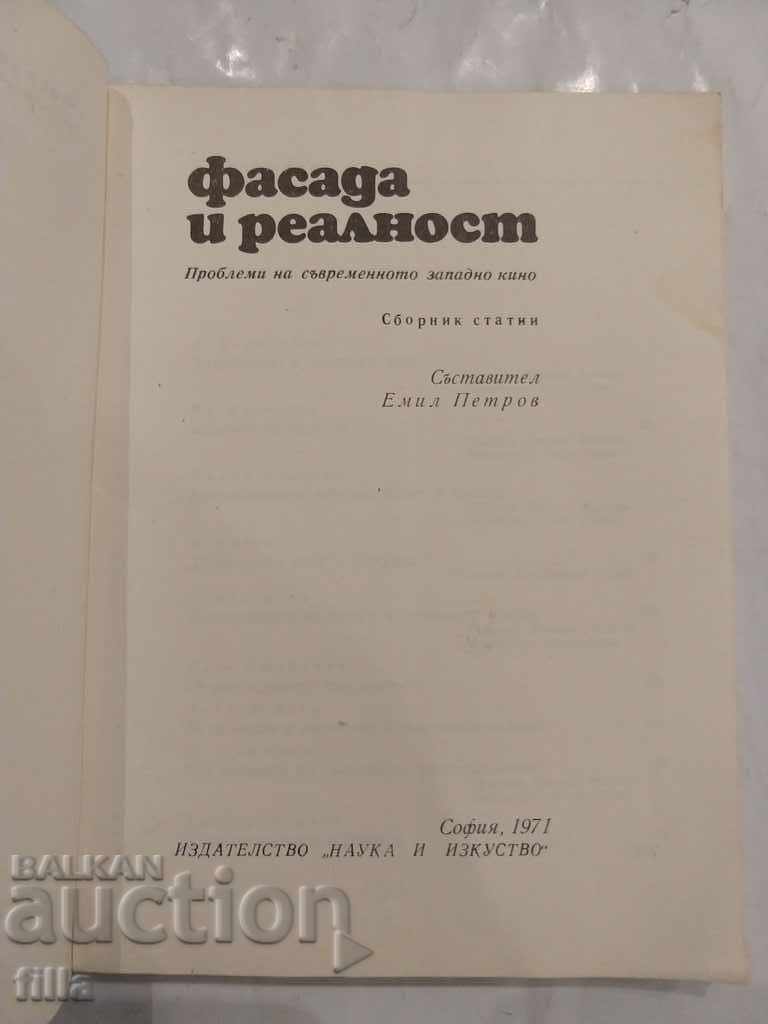 фасада
и реалност
Проблеми на съвременното западно кино
Сборник статии
Съставител
Емил Петров
София, 1971
ИЗДАТЕЛСТВО „НАУКА И ИЗКУСТВО“
BALKAN
auction
filla